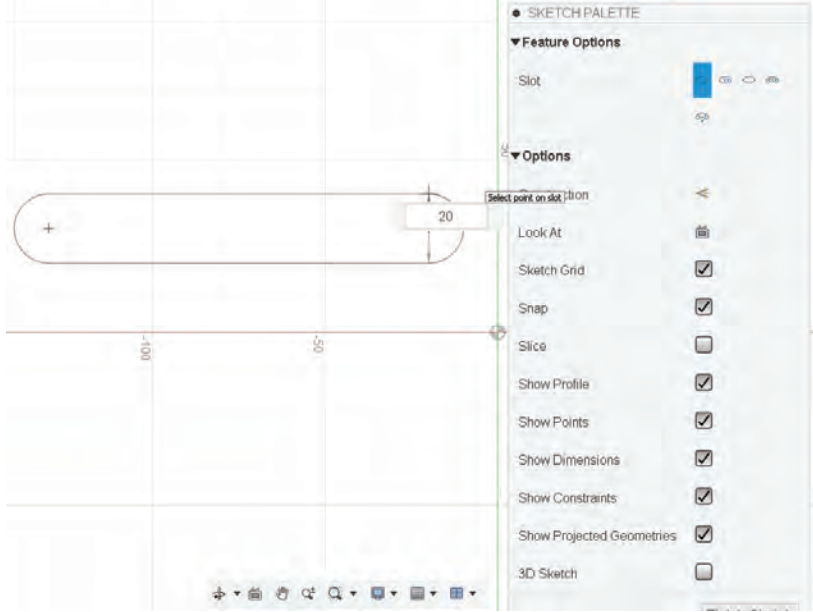 SKETCH PALETTE
Feature Options
Slot
Options
Select point on slot
20
Look At
Sketch Grid
Snap
-100
-50
Slice
Show Profile
Show Points
Show Dimensions
Show Constraints
Show Projected Geometries
3D Sketch